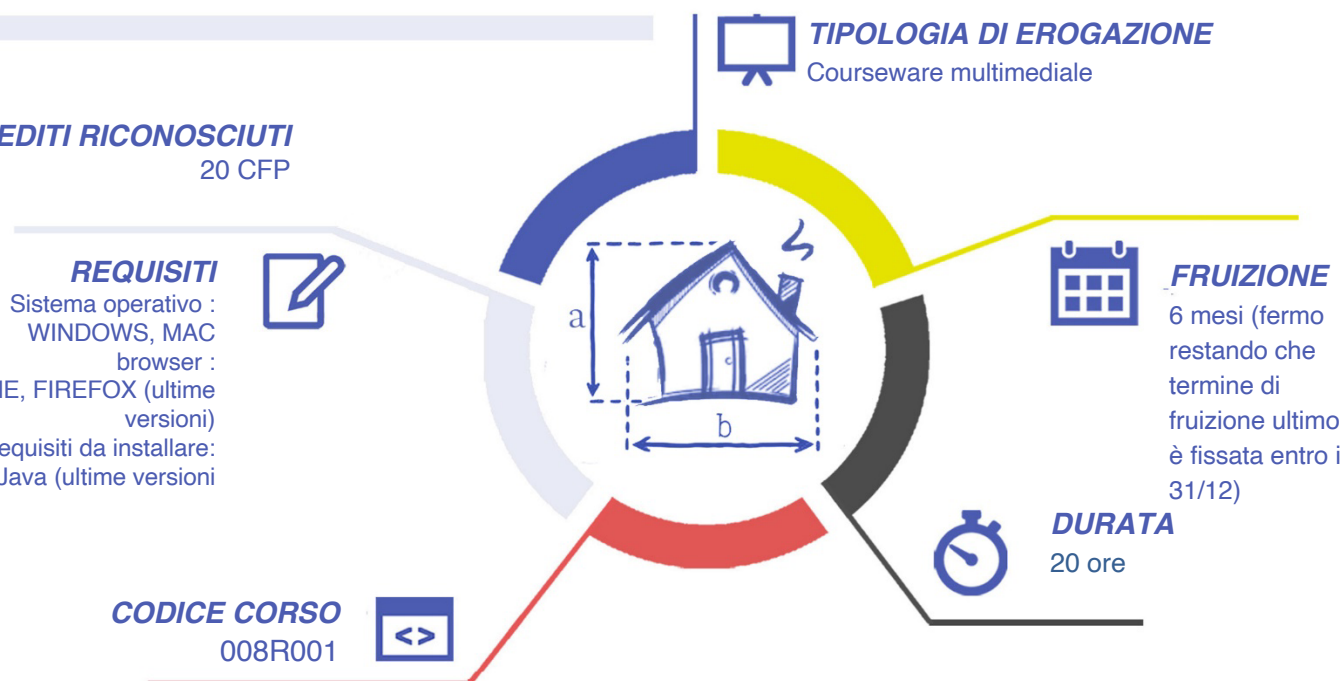 TIPOLOGIA DI EROGAZIONE
Courseware multimediale
EDITI RICONOSCIUTI
20 CFP
REQUISITI
Sistema operativo :
WINDOWS, MAC
browser :
ME, FIREFOX (ultime
versioni)
equisiti da installare:
Java (ultime versioni
a
b
FRUIZIONE
6 mesi (fermo
restando che
termine di
fruizione ultimo
è fissata entro i
31/12)
DURATA
20 ore
CODICE CORSO
<>
008R001